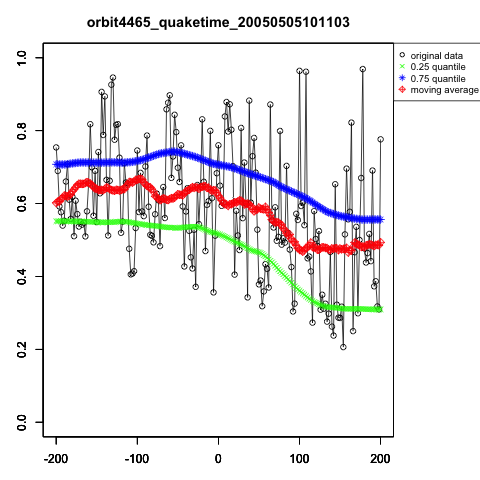 orbit4465_quaketime_20050505101103
original data
0.25 quantile
0.75 quantile
moving average
1.0
0.8
0.6
0.4
0.2
0.0
-200 -100 0 100 200